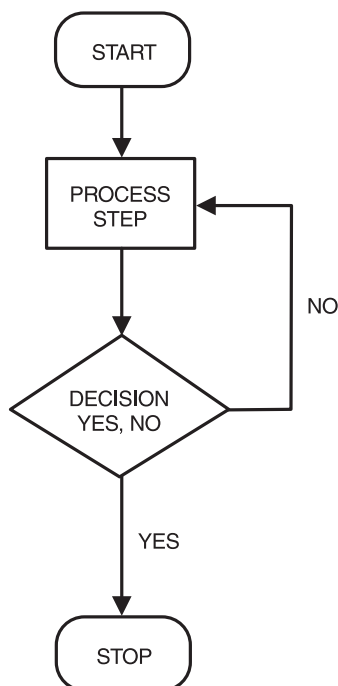 START
PROCESS
STEP
NO
DECISION
YES, NO
YES
STOP